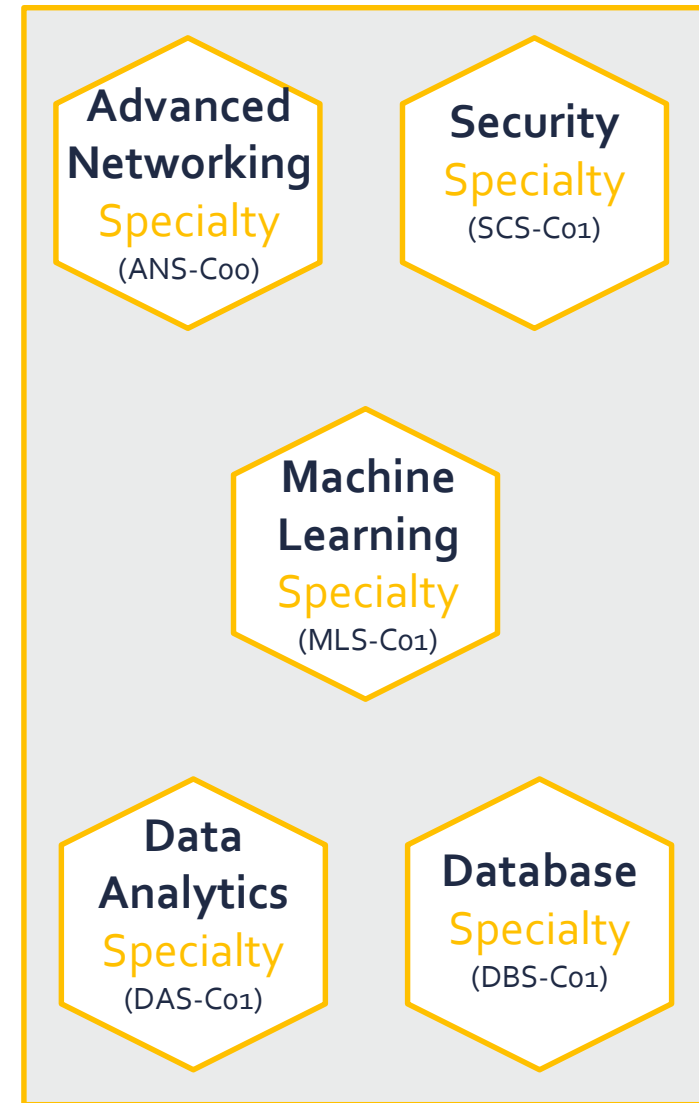 Advanced
Networking
Specialty
(ANS-C00)
Security
Specialty
(SCS-C01)
Machine
Learning
Specialty
(MLS-C01)
Data
Analytics
Specialty
(DAS-C01)
Database
Specialty
(DBS-C01)